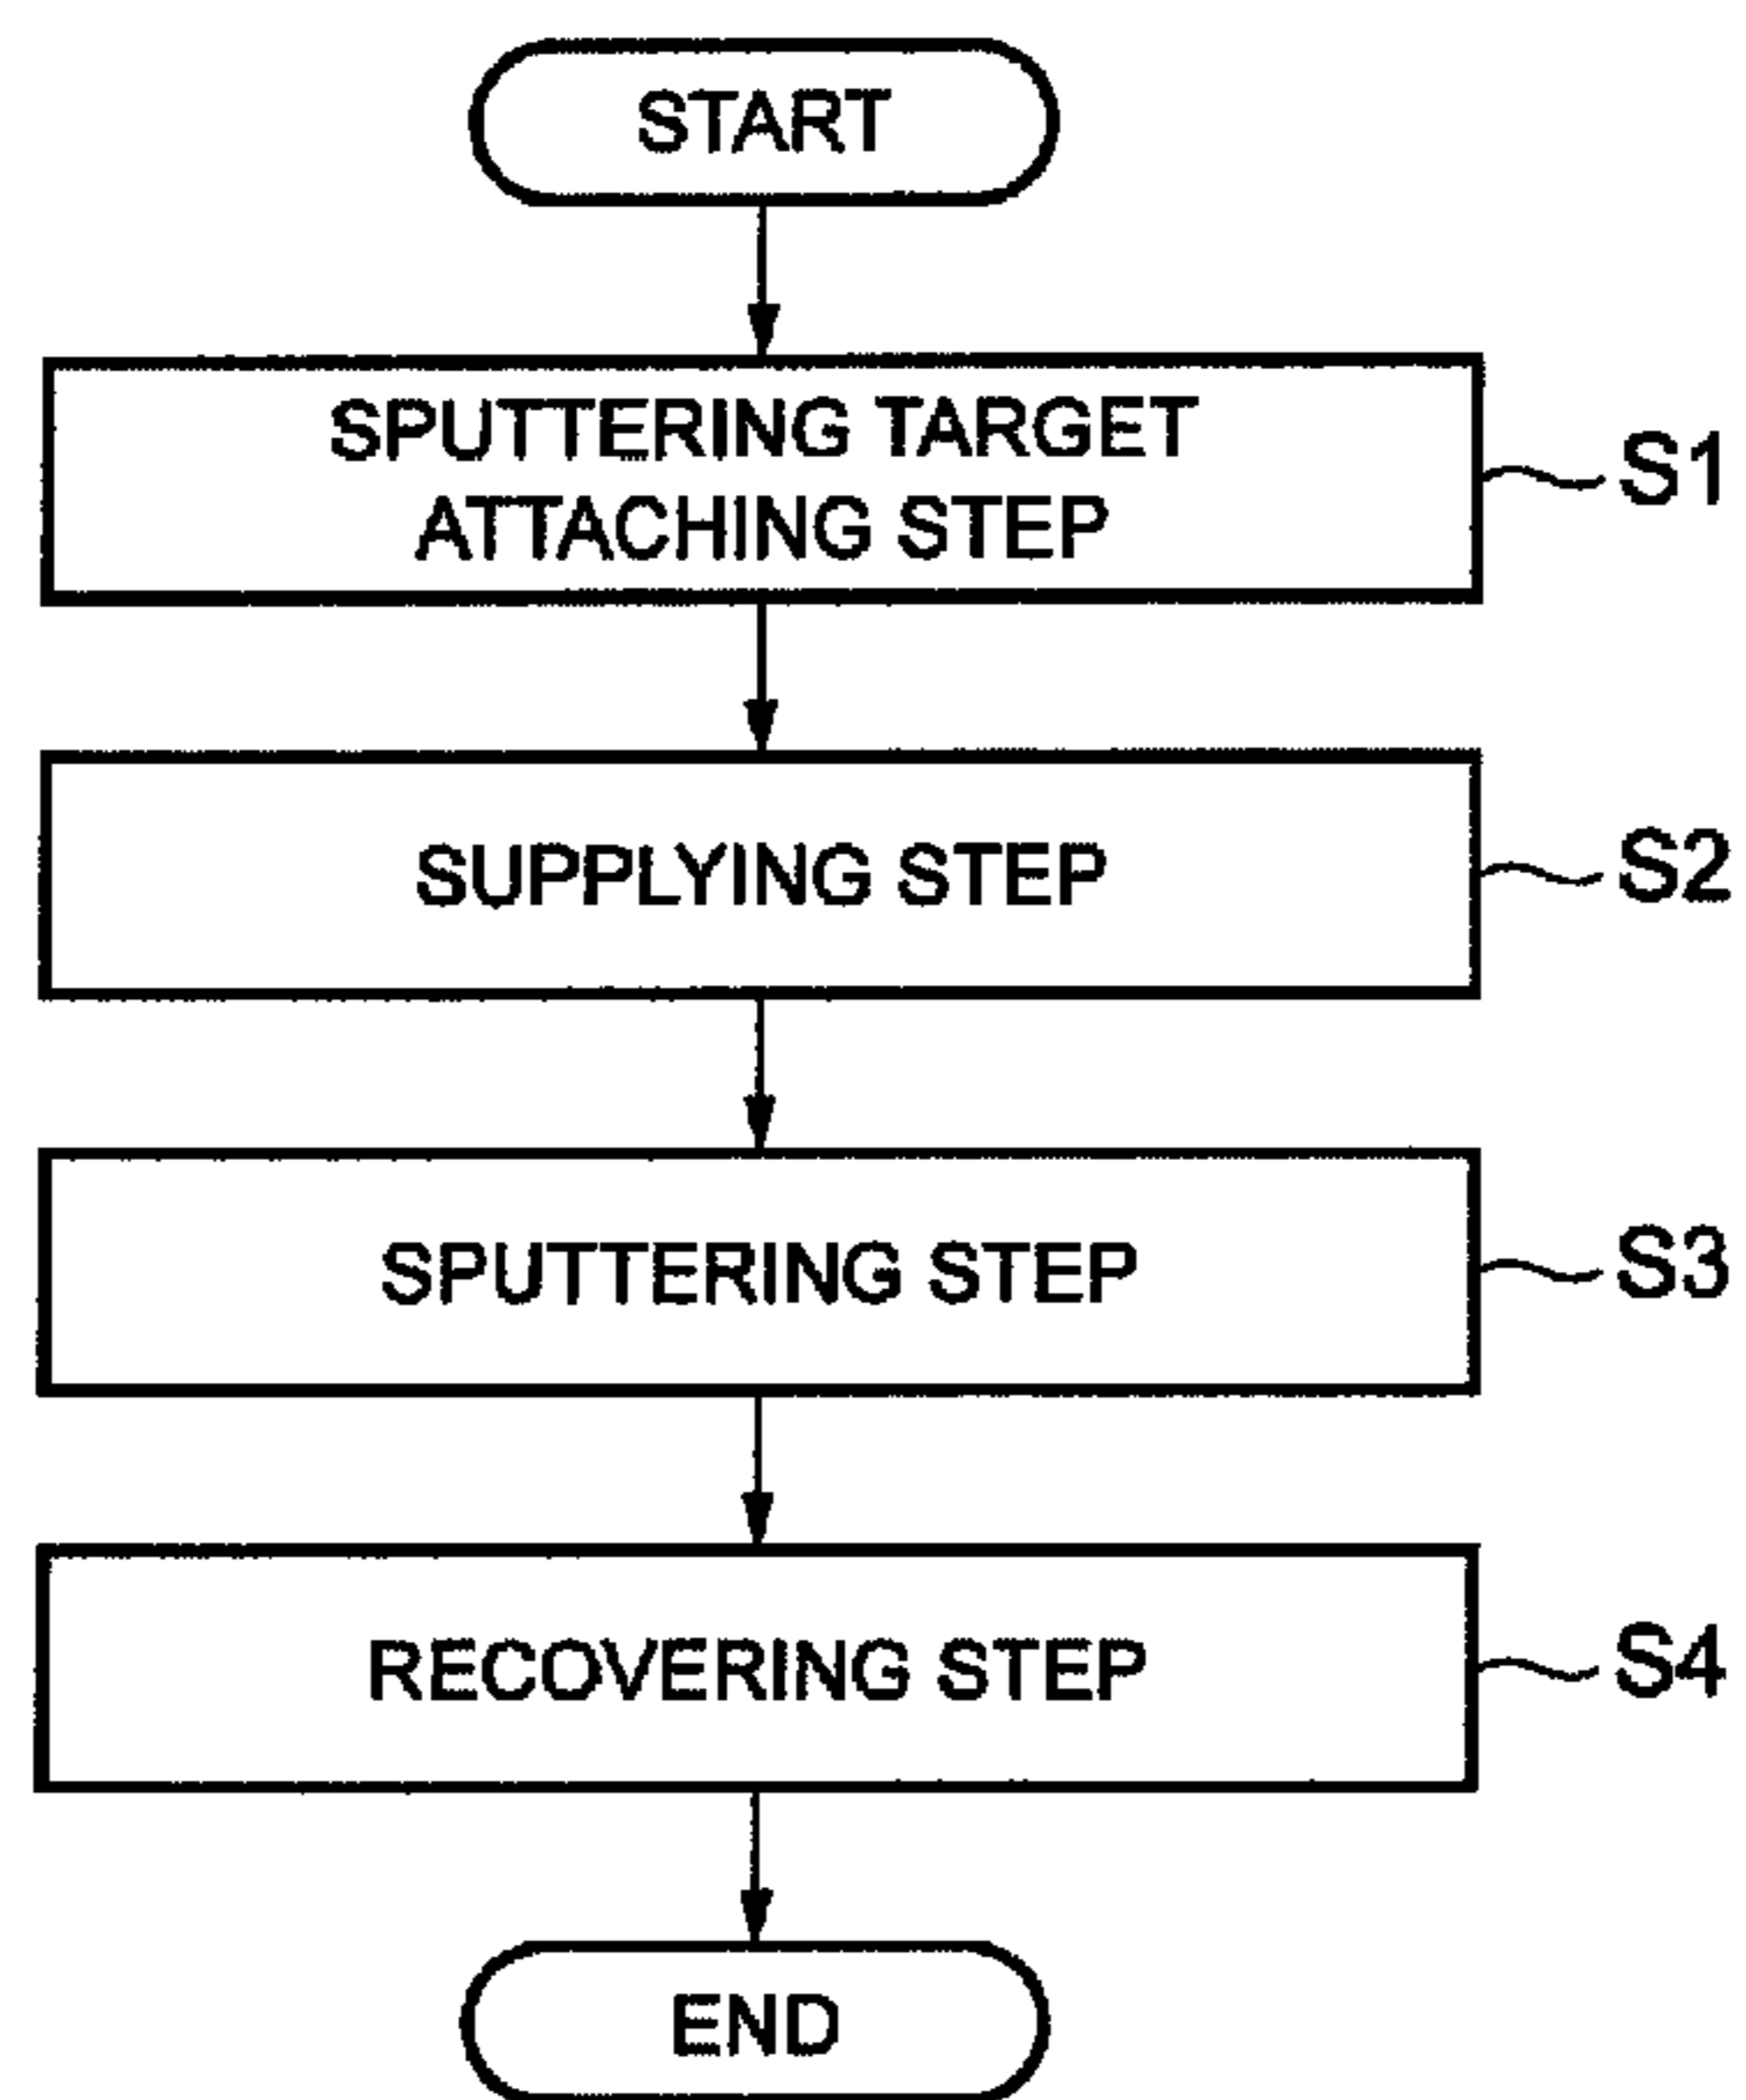 START
SPUTTERING TARGET
ATTACHING STEP
S1
SUPPLYING STEP
S2
SPUTTERING STEP
S3
RECOVERING STEP
S4
END